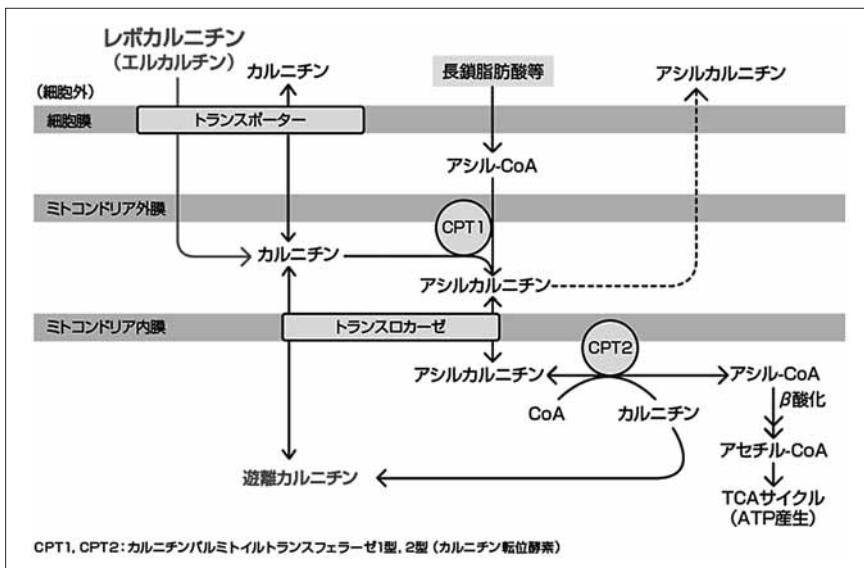 レボカルニチン
（エルカルチン）
カルニチン
長鎖脂肪酸等
アシルカルニチン
（細胞外）
細胞膜
トランスポーター
アシル-CoA
ミトコンドリア外膜
CPT1
カルニチン
アシルカルニチン
ミトコンドリア内膜
トランスロカーゼ
CPT2
アシルカルニチン
アシル-CoA
CoA
カルニチン
β酸化
アセチル-CoA
遊離カルニチン
TCAサイクル
（ATP産生）
CPT1, CPT2：カルニチンパルミトイルトランスフェラーゼ1型, 2型（カルニチン転位酵素）